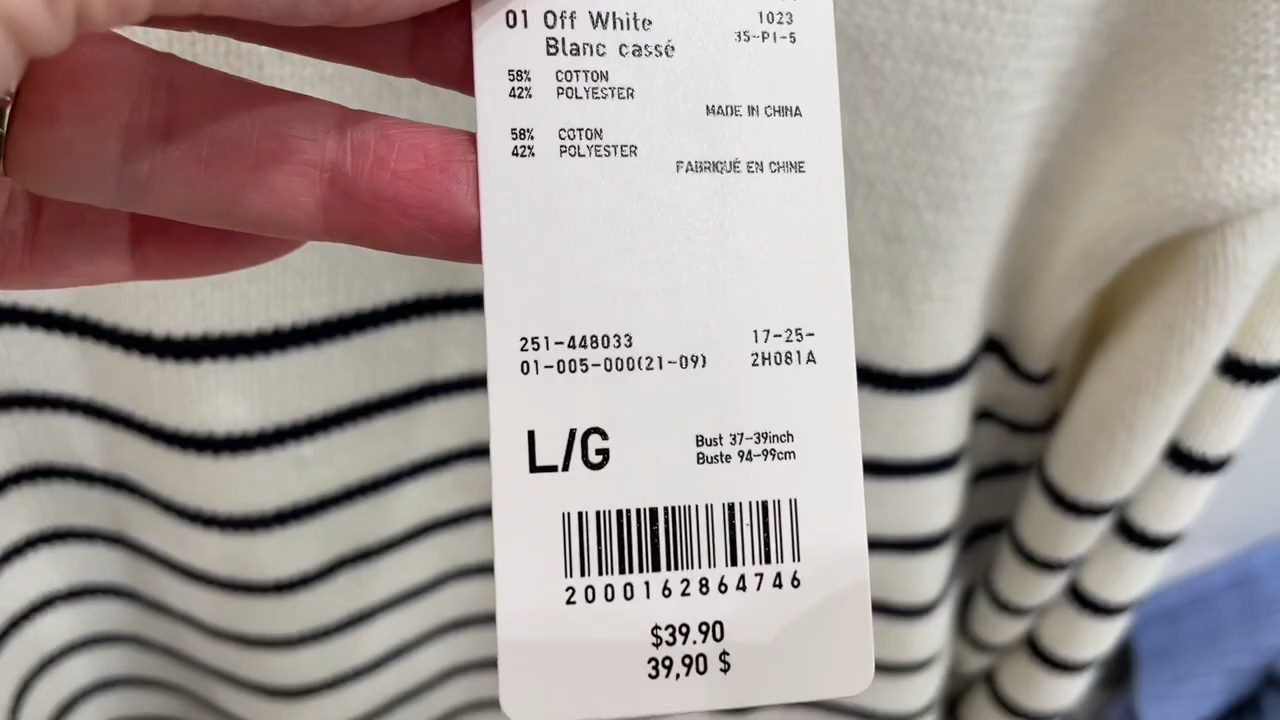 01 Off White 1023
Blanc cassé 35-PI-5
58% COTTON
42% POLYESTER
MADE IN CHINA
58% COTON
42% POLYESTER
FABRIQUÉ EN CHINE
251-448033 17-25-
01-005-000(21-09) 2H081A
L/G
Bust 37-39inch
Buste 94-99cm
2000162864746
$39.90
39,90 $